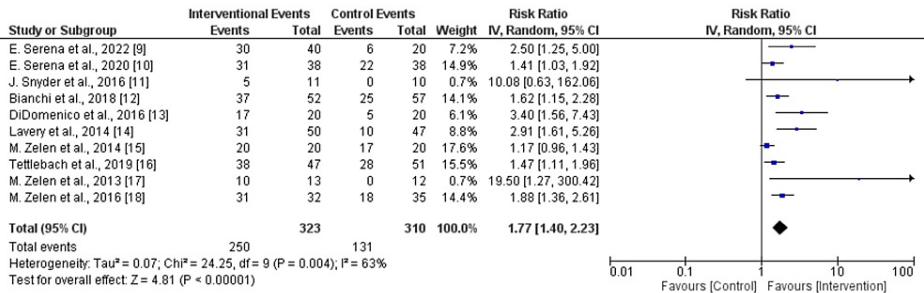 Interventional Events Control Events Risk Ratio Risk Ratio
Study or Subgroup Events Total Events Total Weight IV, Random, 95% CI IV, Random, 95% CI
E. Serena et al., 2022 [9] 30 40 6 20 7.2% 2.50 [1.25, 5.00]
E. Serena et al., 2020 [10] 31 38 22 38 14.9% 1.41 [1.03, 1.92]
J. Snyder et al., 2016 [11] 5 11 0 10 0.7% 10.08 [0.63, 162.06]
Bianchi et al., 2018 [12] 37 52 25 57 14.1% 1.62 [1.15, 2.28]
DiDomenico et al., 2016 [13] 17 20 5 20 6.1% 3.40 [1.56, 7.43]
Lavery et al., 2014 [14] 31 50 10 47 8.8% 2.91 [1.61, 5.26]
M. Zelen et al., 2014 [15] 20 20 17 20 17.6% 1.17 [0.96, 1.43]
Tettlebach et al., 2019 [16] 38 47 28 51 15.5% 1.47 [1.11, 1.96]
M. Zelen et al., 2013 [17] 10 13 0 12 0.7% 19.50 [1.27, 300.42]
M. Zelen et al., 2016 [18] 31 32 18 35 14.4% 1.88 [1.36, 2.61]
Total (95% CI) 323 310 100.0% 1.77 [1.40, 2.23]
Total events 250 131
Heterogeneity: Tau² = 0.07; Chi² = 24.25, df = 9 (P = 0.004); I² = 63%
Test for overall effect: Z = 4.81 (P < 0.00001)
0.01 0.1 1 10 100
Favours [Control] Favours [Intervention]